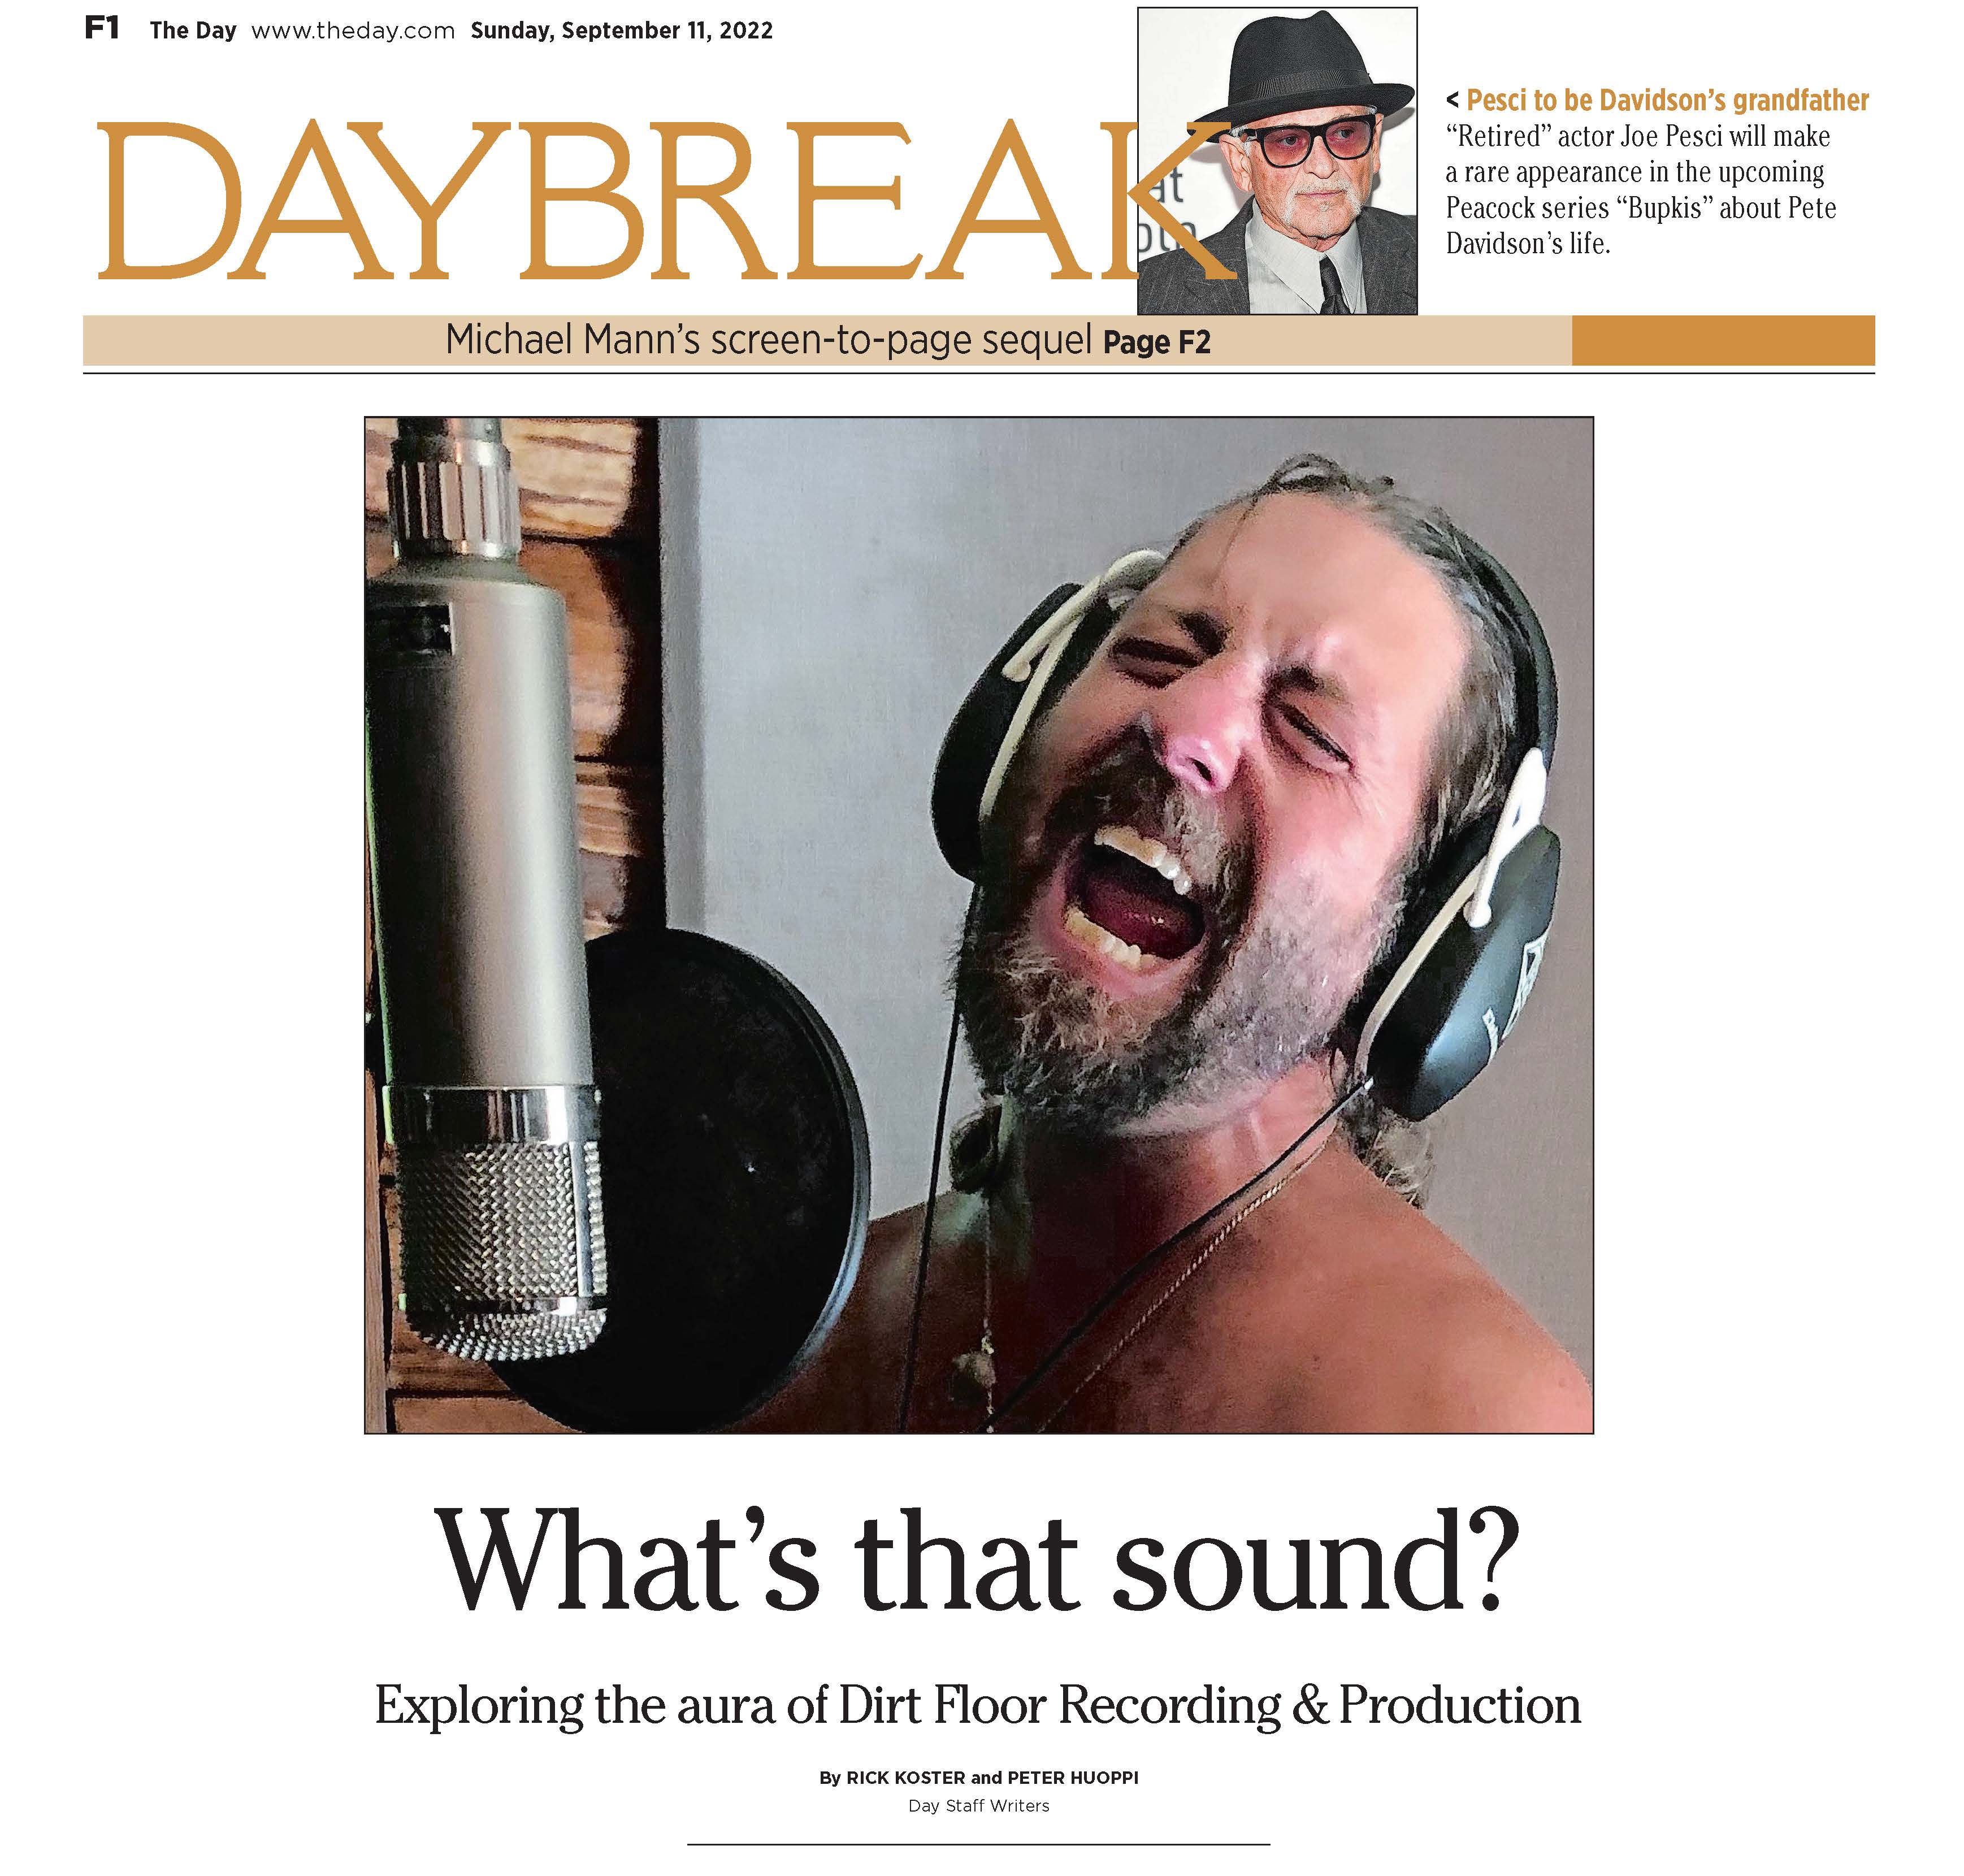 F1 The Day www.theday.com Sunday, September 11, 2022
DAYBREAK
< Pesci to be Davidson’s grandfather
“Retired” actor Joe Pesci will make
a rare appearance in the upcoming
Peacock series “Bupkis” about Pete
Davidson’s life.
Michael Mann’s screen-to-page sequel Page F2
What’s that sound?
Exploring the aura of Dirt Floor Recording & Production
By RICK KOSTER and PETER HUOPPI
Day Staff Writers